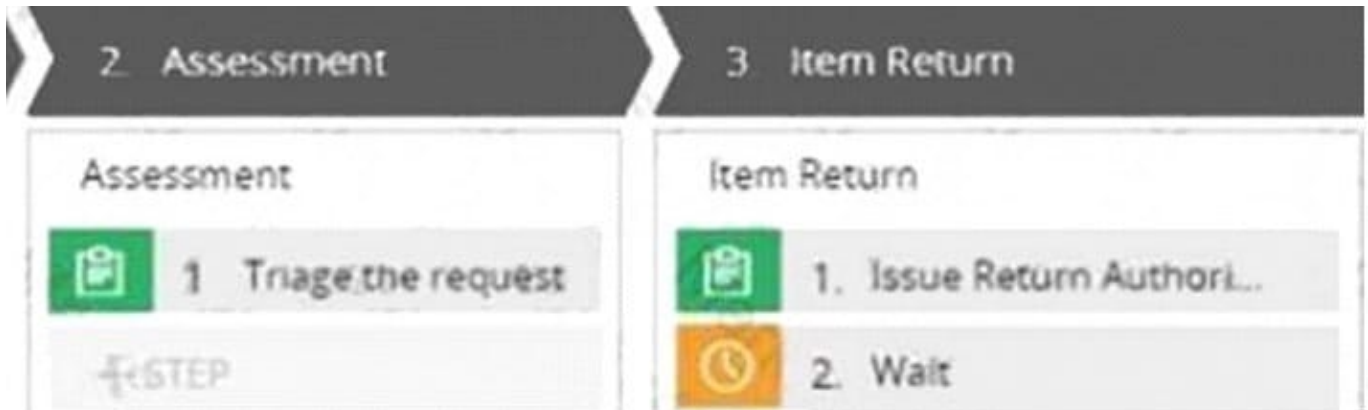 2. Assessment
3 Item Return
Assessment
1 Triage the request
STEP
Item Return
1. Issue Return Authori...
2. Wait